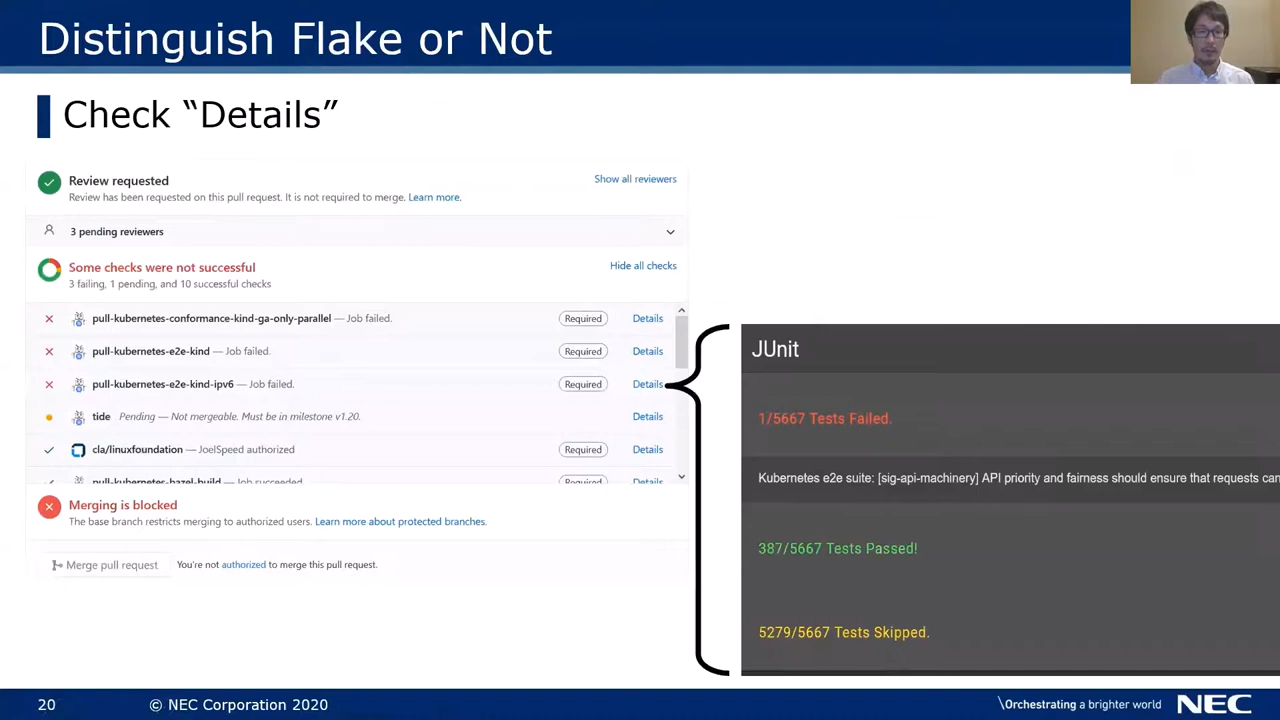 Distinguish Flake or Not
Check “Details”
Review requested
Show all reviewers
Review has been requested on this pull request. It is not required to merge. Learn more.
3 pending reviewers
Some checks were not successful
Hide all checks
3 failing, 1 pending, and 10 successful checks
pull-kubernetes-conformance-kind-ga-only-parallel — Job failed. Required Details
pull-kubernetes-e2e-kind — Job failed. Required Details
pull-kubernetes-e2e-kind-ipv6 — Job failed. Required Details
tide Pending — Not mergeable. Must be in milestone v1.20. Details
cla/linuxfoundation — JoelSpeed authorized Required Details
pull-kubernetes-bazel-build — Job succeeded. Required Details
Merging is blocked
The base branch restricts merging to authorized users. Learn more about protected branches.
Merge pull request You're not authorized to merge this pull request.
JUnit
1/5667 Tests Failed.
Kubernetes e2e suite: [sig-api-machinery] API priority and fairness should ensure that requests can
387/5667 Tests Passed!
5279/5667 Tests Skipped.
20 © NEC Corporation 2020 \Orchestrating a brighter world NEC